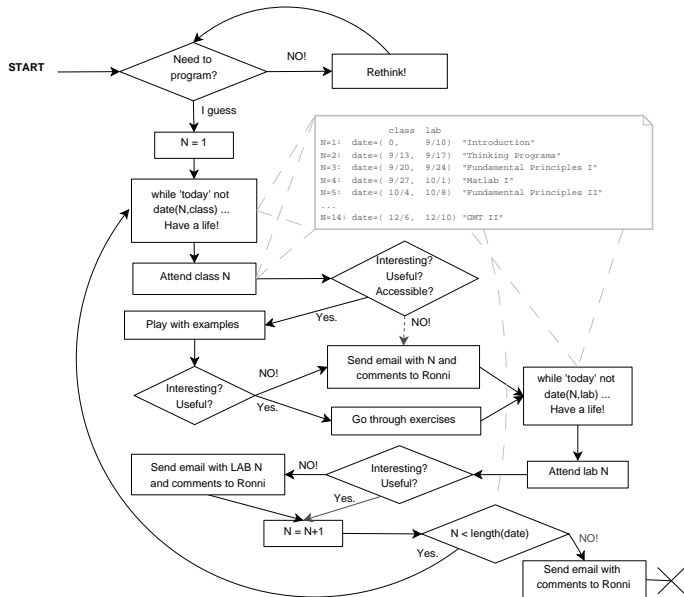 START
Need to
program?
NO!
Rethink!
I guess
N = 1
class lab
N=1: date=( 0, 9/10) "Introduction"
N=2: date=( 9/13, 9/17) "Thinking Programs"
N=3: date=( 9/20, 9/24) "Fundamental Principles I"
N=4: date=( 9/27, 10/1) "Matlab I"
N=5: date=( 10/4, 10/8) "Fundamental Principles II"
...
N=14: date=( 12/6, 12/10) "GMT II"
while 'today' not
date(N,class) ...
Have a life!
Attend class N
Interesting?
Useful?
Accessible?
Yes.
NO!
Play with examples
Interesting?
Useful?
NO!
Yes.
Send email with N and
comments to Ronni
Go through exercises
while 'today' not
date(N,lab) ...
Have a life!
Attend lab N
Interesting?
Useful?
NO!
Yes.
Send email with LAB N
and comments to Ronni
N = N+1
N < length(date)
Yes.
NO!
Send email with
comments to Ronni